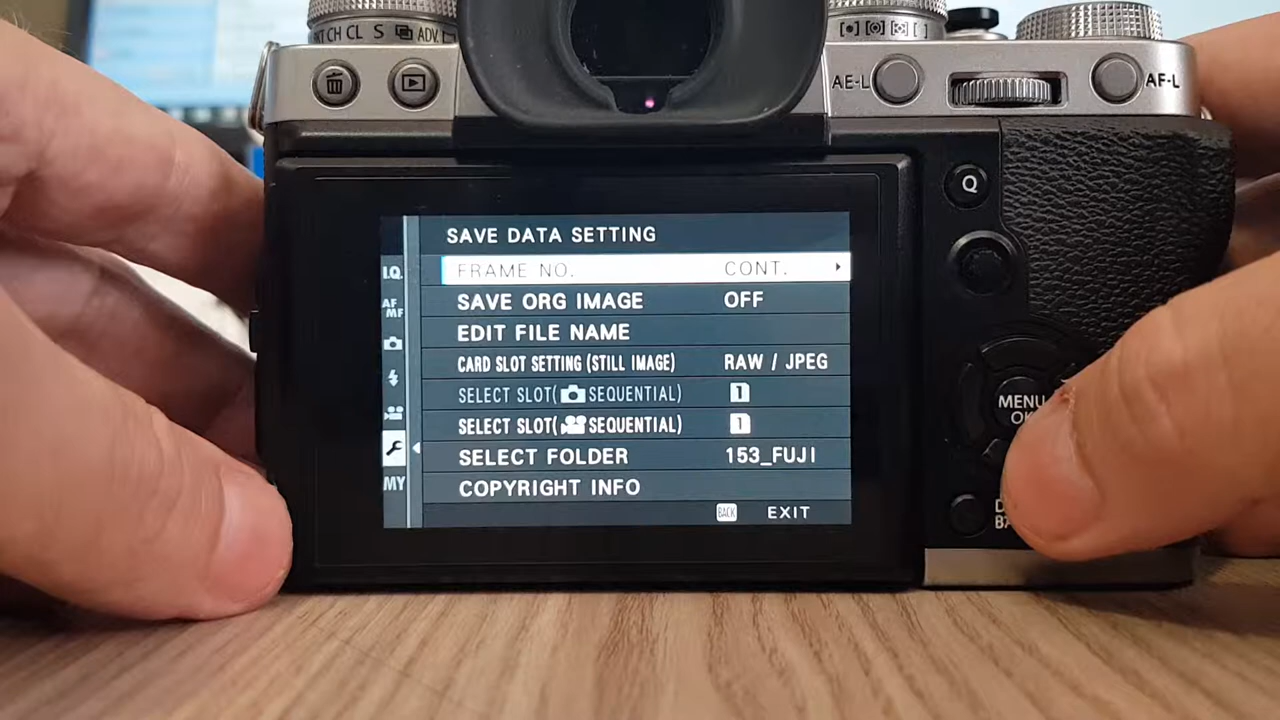 CH CL S ADV.
AE-L
AF-L
Q
SAVE DATA SETTING
FRAME NO. CONT.
SAVE ORG IMAGE OFF
EDIT FILE NAME
CARD SLOT SETTING (STILL IMAGE) RAW / JPEG
SELECT SLOT( SEQUENTIAL) 1
SELECT SLOT( SEQUENTIAL) 1
SELECT FOLDER 153_FUJI
COPYRIGHT INFO
BACK EXIT
I.Q.
AF
MF
MY
MENU